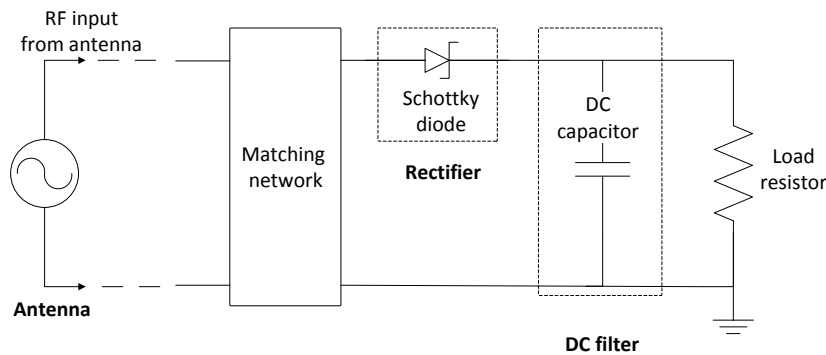 RF input
from antenna
Antenna
Matching
network
Schottky
diode
Rectifier
DC
capacitor
DC filter
Load
resistor